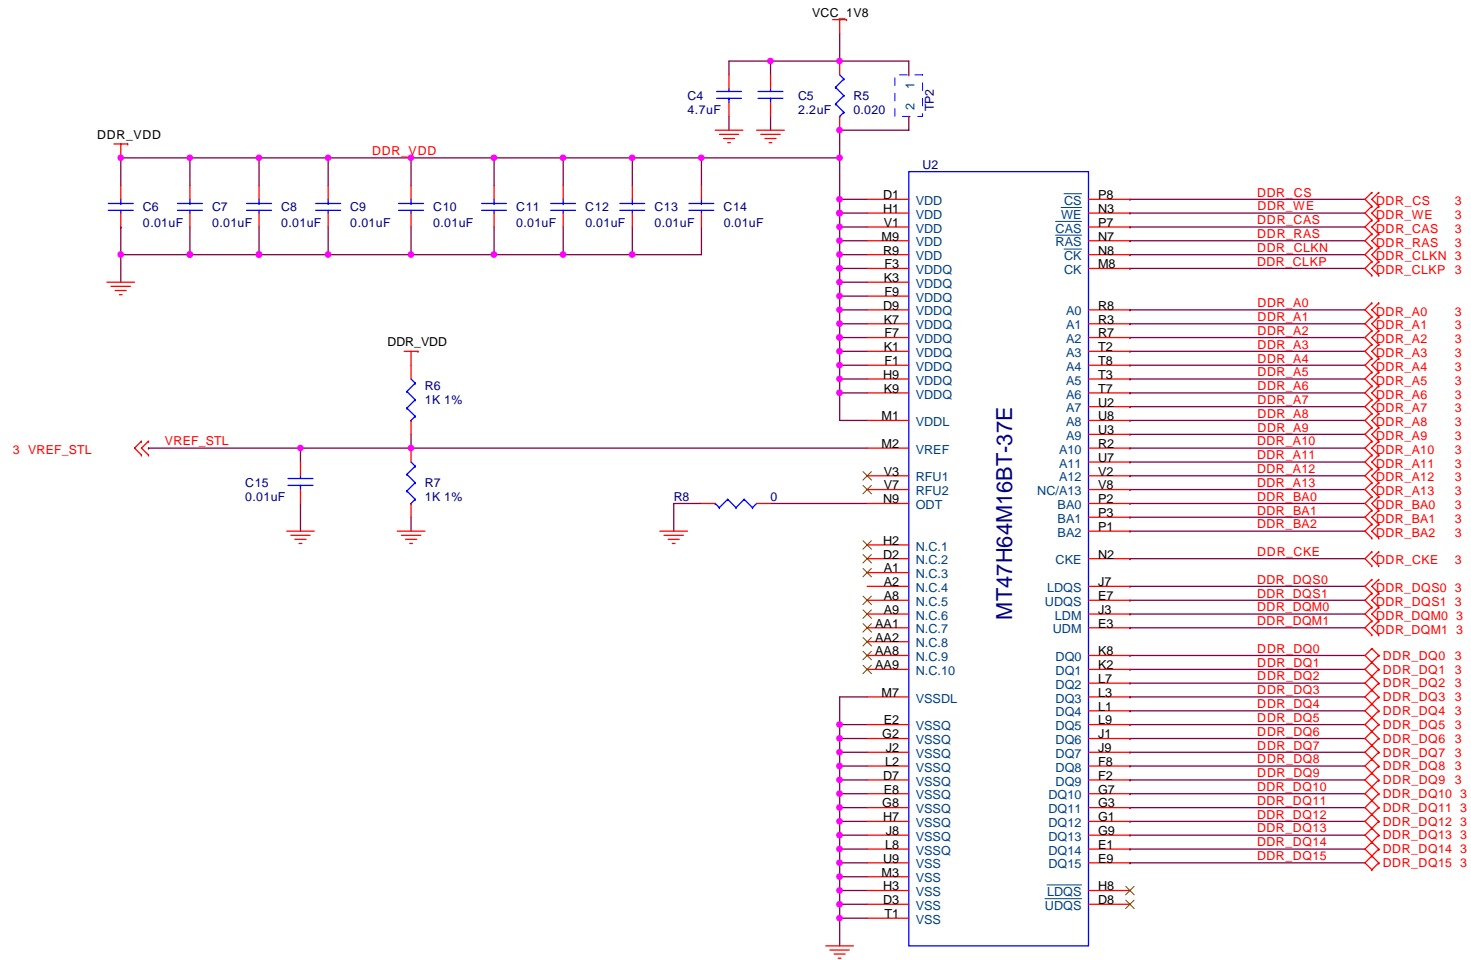 VCC_1V8
C4
4.7uF
C5
2.2uF
R5
0.020
1
2
TP2
DDR_VDD
DDR_VDD
C6
0.01uF
C7
0.01uF
C8
0.01uF
C9
0.01uF
C10
0.01uF
C11
0.01uF
C12
0.01uF
C13
0.01uF
C14
0.01uF
DDR_VDD
R6
1K 1%
3 VREF_STL
VREF_STL
C15
0.01uF
R7
1K 1%
R8
0
U2
MT47H64M16BT-37E
D1 VDD
H1 VDD
V1 VDD
M9 VDD
R9 VDD
F3 VDDQ
K3 VDDQ
F9 VDDQ
D9 VDDQ
K7 VDDQ
F7 VDDQ
K1 VDDQ
F1 VDDQ
H9 VDDQ
K9 VDDQ
M1 VDDL
M2 VREF
V3 RFU1
V7 RFU2
N9 ODT
H2 N.C.1
D2 N.C.2
A1 N.C.3
A2 N.C.4
A8 N.C.5
A9 N.C.6
AA1 N.C.7
AA2 N.C.8
AA8 N.C.9
AA9 N.C.10
M7 VSSDL
E2 VSSQ
G2 VSSQ
J2 VSSQ
L2 VSSQ
D7 VSSQ
E8 VSSQ
G8 VSSQ
H7 VSSQ
J8 VSSQ
L8 VSSQ
U9 VSS
M3 VSS
H3 VSS
D3 VSS
T1 VSS
CS P8 DDR_CS DDR_CS 3
WE N3 DDR_WE DDR_WE 3
CAS P7 DDR_CAS DDR_CAS 3
RAS N7 DDR_RAS DDR_RAS 3
CK N8 DDR_CLKN DDR_CLKN 3
CK M8 DDR_CLKP DDR_CLKP 3
A0 R8 DDR_A0 DDR_A0 3
A1 R3 DDR_A1 DDR_A1 3
A2 R7 DDR_A2 DDR_A2 3
A3 T2 DDR_A3 DDR_A3 3
A4 T8 DDR_A4 DDR_A4 3
A5 T3 DDR_A5 DDR_A5 3
A6 T7 DDR_A6 DDR_A6 3
A7 U2 DDR_A7 DDR_A7 3
A8 U8 DDR_A8 DDR_A8 3
A9 U3 DDR_A9 DDR_A9 3
A10 R2 DDR_A10 DDR_A10 3
A11 U7 DDR_A11 DDR_A11 3
A12 V2 DDR_A12 DDR_A12 3
NC/A13 V8 DDR_A13 DDR_A13 3
BA0 P2 DDR_BA0 DDR_BA0 3
BA1 P3 DDR_BA1 DDR_BA1 3
BA2 P1 DDR_BA2 DDR_BA2 3
CKE N2 DDR_CKE DDR_CKE 3
LDQS J7 DDR_DQS0 DDR_DQS0 3
UDQS E7 DDR_DQS1 DDR_DQS1 3
LDM J3 DDR_DQM0 DDR_DQM0 3
UDM E3 DDR_DQM1 DDR_DQM1 3
DQ0 K8 DDR_DQ0 DDR_DQ0 3
DQ1 K2 DDR_DQ1 DDR_DQ1 3
DQ2 L7 DDR_DQ2 DDR_DQ2 3
DQ3 L3 DDR_DQ3 DDR_DQ3 3
DQ4 L1 DDR_DQ4 DDR_DQ4 3
DQ5 L9 DDR_DQ5 DDR_DQ5 3
DQ6 J1 DDR_DQ6 DDR_DQ6 3
DQ7 J9 DDR_DQ7 DDR_DQ7 3
DQ8 F8 DDR_DQ8 DDR_DQ8 3
DQ9 F2 DDR_DQ9 DDR_DQ9 3
DQ10 G7 DDR_DQ10 DDR_DQ10 3
DQ11 G3 DDR_DQ11 DDR_DQ11 3
DQ12 G1 DDR_DQ12 DDR_DQ12 3
DQ13 G9 DDR_DQ13 DDR_DQ13 3
DQ14 E1 DDR_DQ14 DDR_DQ14 3
DQ15 E9 DDR_DQ15 DDR_DQ15 3
LDQS H8
UDQS D8